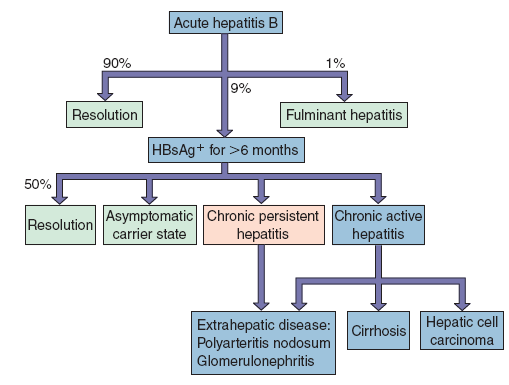 Acute hepatitis B
90%
1%
9%
Resolution
Fulminant hepatitis
HBsAg+ for >6 months
50%
Resolution
Asymptomatic
carrier state
Chronic persistent
hepatitis
Chronic active
hepatitis
Extrahepatic disease:
Polyarteritis nodosum
Glomerulonephritis
Cirrhosis
Hepatic cell
carcinoma